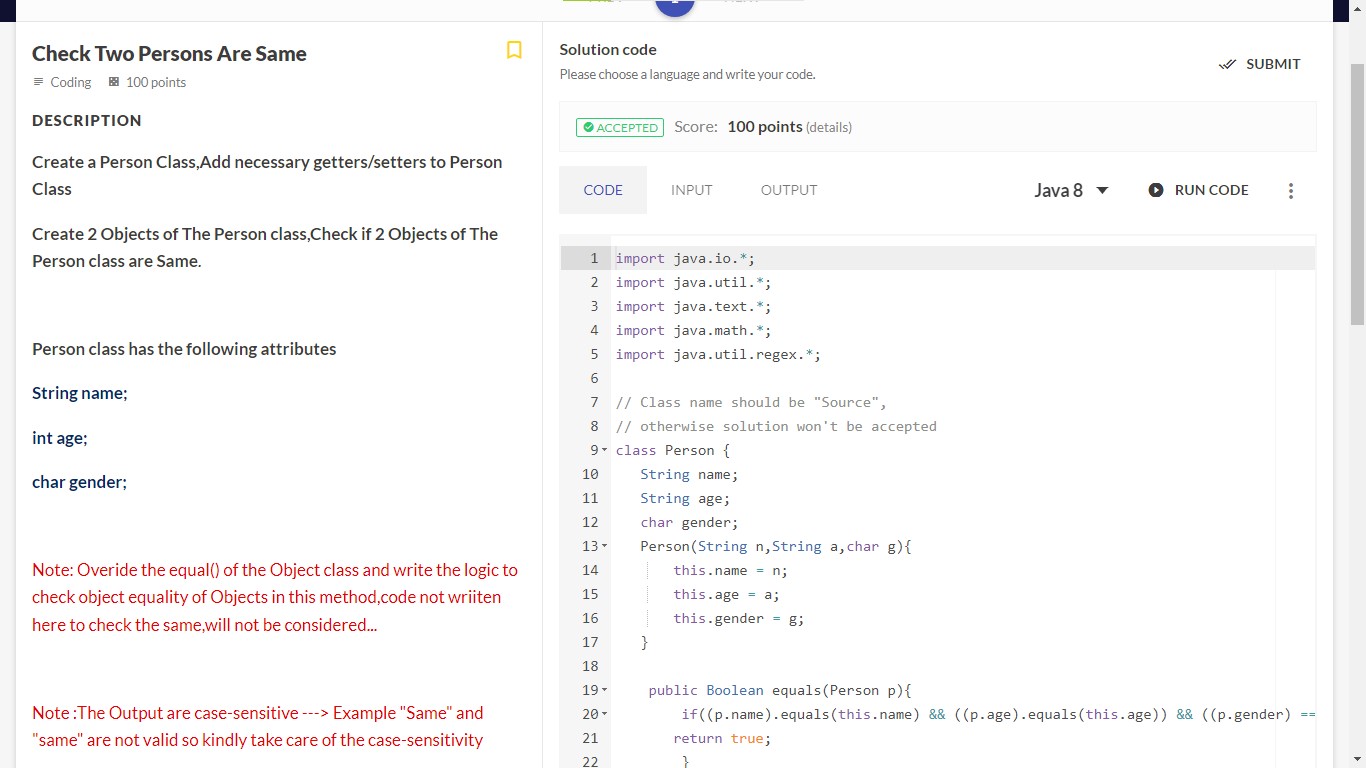 Check Two Persons Are Same
Coding 100 points
DESCRIPTION
Create a Person Class,Add necessary getters/setters to Person
Class
Create 2 Objects of The Person class,Check if 2 Objects of The
Person class are Same.
Person class has the following attributes
String name;
int age;
char gender;
Note: Overide the equal() of the Object class and write the logic to
check object equality of Objects in this method,code not wriiten
here to check the same,will not be considered...
Note :The Output are case-sensitive ---> Example "Same" and
"same" are not valid so kindly take care of the case-sensitivity
Solution code
Please choose a language and write your code.
SUBMIT
ACCEPTED Score: 100 points (details)
CODE INPUT OUTPUT Java 8 RUN CODE
1 import java.io.*;
2 import java.util.*;
3 import java.text.*;
4 import java.math.*;
5 import java.util.regex.*;
6
7 // Class name should be "Source",
8 // otherwise solution won't be accepted
9 class Person {
10 String name;
11 String age;
12 char gender;
13 Person(String n,String a,char g){
14 this.name = n;
15 this.age = a;
16 this.gender = g;
17 }
18
19 public Boolean equals(Person p){
20 if((p.name).equals(this.name) && ((p.age).equals(this.age)) && ((p.gender) ==
21 return true;
22 }